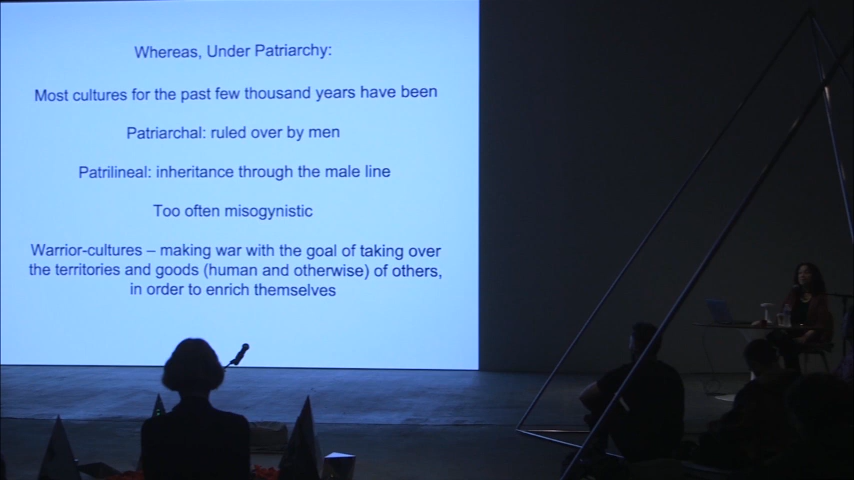 Whereas, Under Patriarchy:
Most cultures for the past few thousand years have been
Patriarchal: ruled over by men
Patrilineal: inheritance through the male line
Too often misogynistic
Warrior-cultures – making war with the goal of taking over
the territories and goods (human and otherwise) of others,
in order to enrich themselves